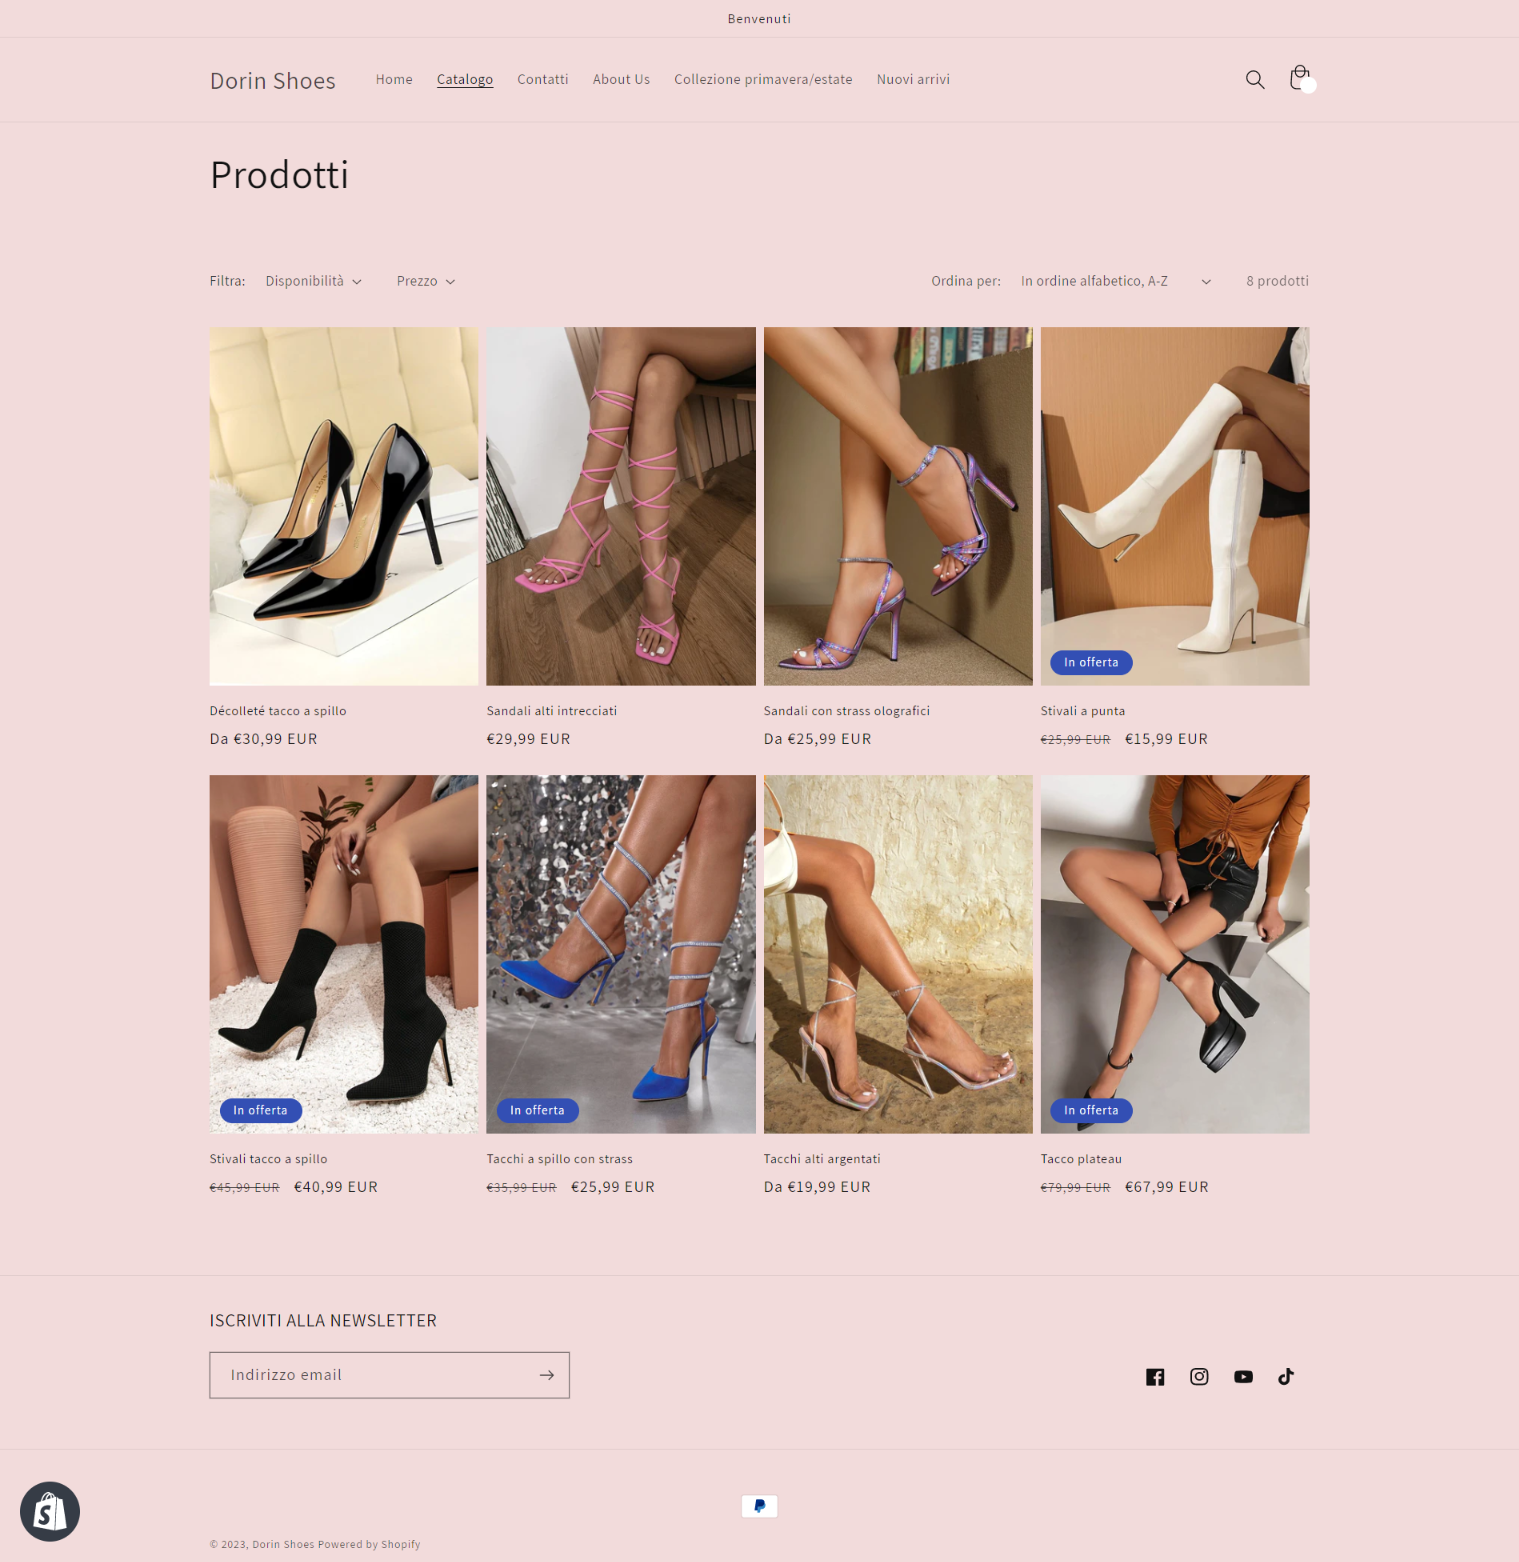 Benvenuti
Dorin Shoes
Home
Catalogo
Contatti
About Us
Collezione primavera/estate
Nuovi arrivi
Prodotti
Filtra:
Disponibilità
Prezzo
Ordina per:
In ordine alfabetico, A-Z
8 prodotti
In offerta
Décolleté tacco a spillo
Da €30,99 EUR
Sandali alti intrecciati
€29,99 EUR
Sandali con strass olografici
Da €25,99 EUR
Stivali a punta
€25,99 EUR €15,99 EUR
In offerta
In offerta
In offerta
Stivali tacco a spillo
€45,99 EUR €40,99 EUR
Tacchi a spillo con strass
€35,99 EUR €25,99 EUR
Tacchi alti argentati
Da €19,99 EUR
Tacco plateau
€79,99 EUR €67,99 EUR
ISCRIVITI ALLA NEWSLETTER
Indirizzo email
© 2023, Dorin Shoes Powered by Shopify